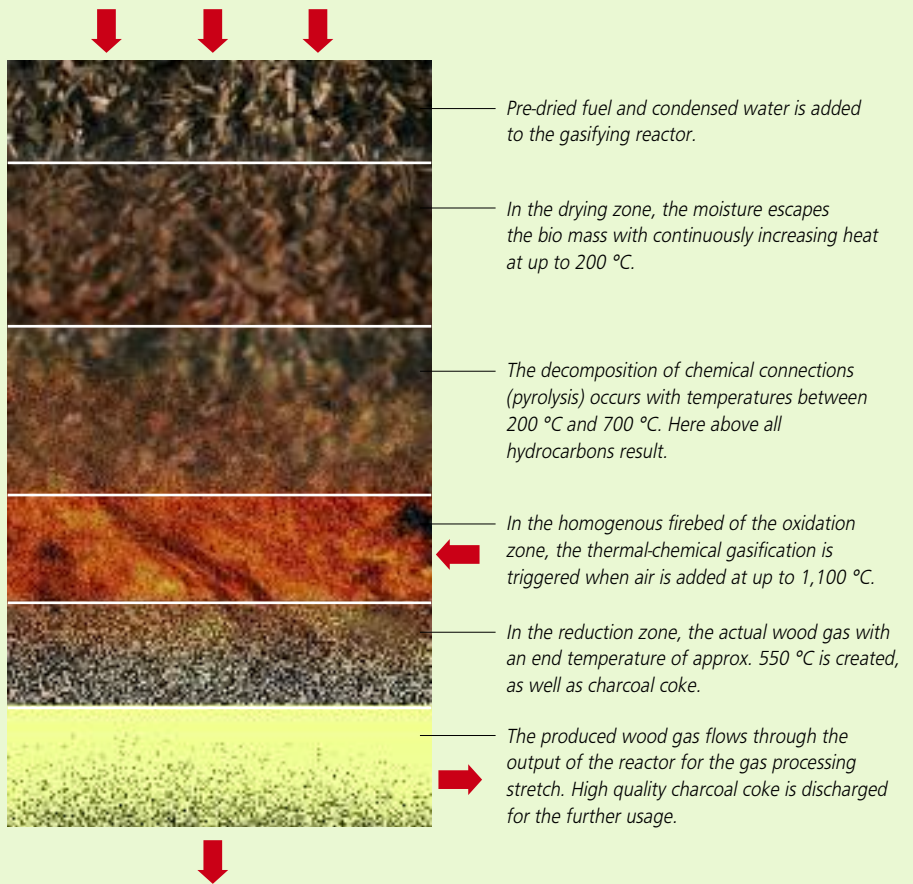 Pre-dried fuel and condensed water is added
to the gasifying reactor.
In the drying zone, the moisture escapes
the bio mass with continuously increasing heat
at up to 200 °C.
The decomposition of chemical connections
(pyrolysis) occurs with temperatures between
200 °C and 700 °C. Here above all
hydrocarbons result.
In the homogenous firebed of the oxidation
zone, the thermal-chemical gasification is
triggered when air is added at up to 1,100 °C.
In the reduction zone, the actual wood gas with
an end temperature of approx. 550 °C is created,
as well as charcoal coke.
The produced wood gas flows through the
output of the reactor for the gas processing
stretch. High quality charcoal coke is discharged
for the further usage.